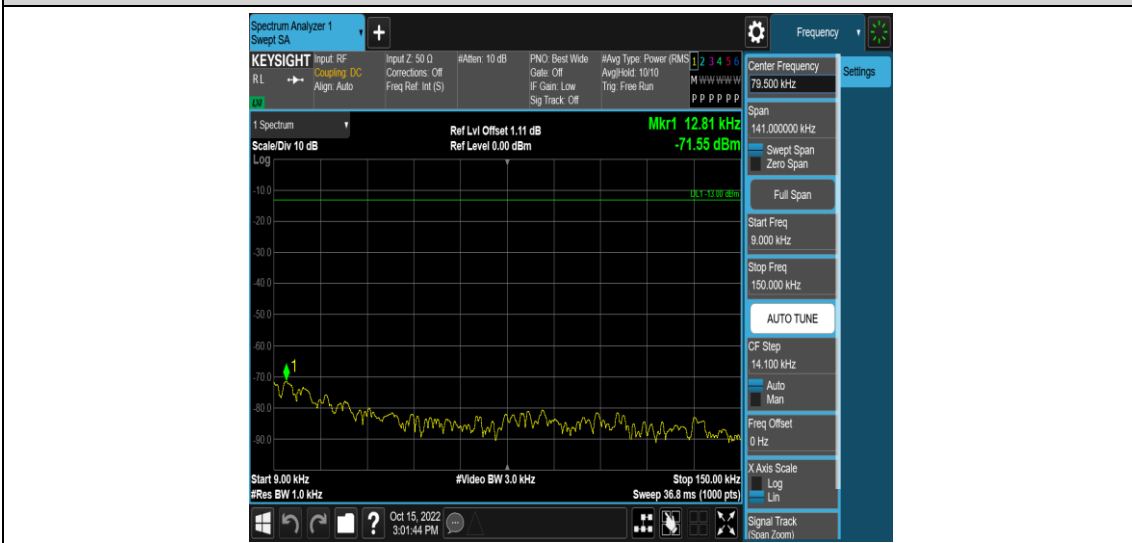 Spectrum Analyzer 1
Swept SA
+
Frequency
KEYSIGHT Input: RF Input Z: 50 Ω #Atten: 10 dB PNO: Best Wide #Avg Type: Power (RMS 1 2 3 4 5 6
R L Coupling: DC Corrections: Off Gate: Off Avg|Hold: 10/10 M W W W W W
Align: Auto Freq Ref: Int (S) IF Gain: Low Trig: Free Run
LW Sig Track: Off P P P P P P
1 Spectrum
Scale/Div 10 dB
Ref Lvl Offset 1.11 dB
Ref Level 0.00 dBm
Mkr1 12.81 kHz
-71.55 dBm
Log
-10.0
DL1 -13.00 dBm
-20.0
-30.0
-40.0
-50.0
-60.0
1
-70.0
-80.0
-90.0
Start 9.00 kHz #Video BW 3.0 kHz Stop 150.00 kHz
#Res BW 1.0 kHz Sweep 36.8 ms (1000 pts)
Center Frequency
79.500 kHz
Settings
Span
141.000000 kHz
Swept Span
Zero Span
Full Span
Start Freq
9.000 kHz
Stop Freq
150.000 kHz
AUTO TUNE
CF Step
14.100 kHz
Auto
Man
Freq Offset
0 Hz
X Axis Scale
Log
Lin
Signal Track
(Span Zoom)
?
Oct 15, 2022
3:01:44 PM